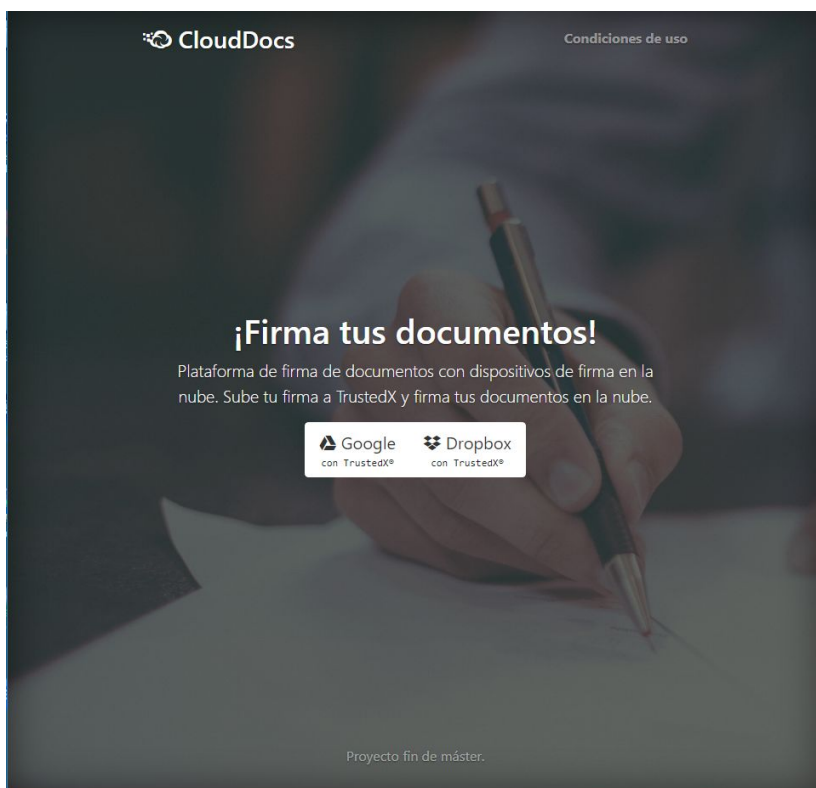 CloudDocs
Condiciones de uso
¡Firma tus documentos!
Plataforma de firma de documentos con dispositivos de firma en la
nube. Sube tu firma a TrustedX y firma tus documentos en la nube.
Google Dropbox
con TrustedX® con TrustedX®
Proyecto fin de máster.